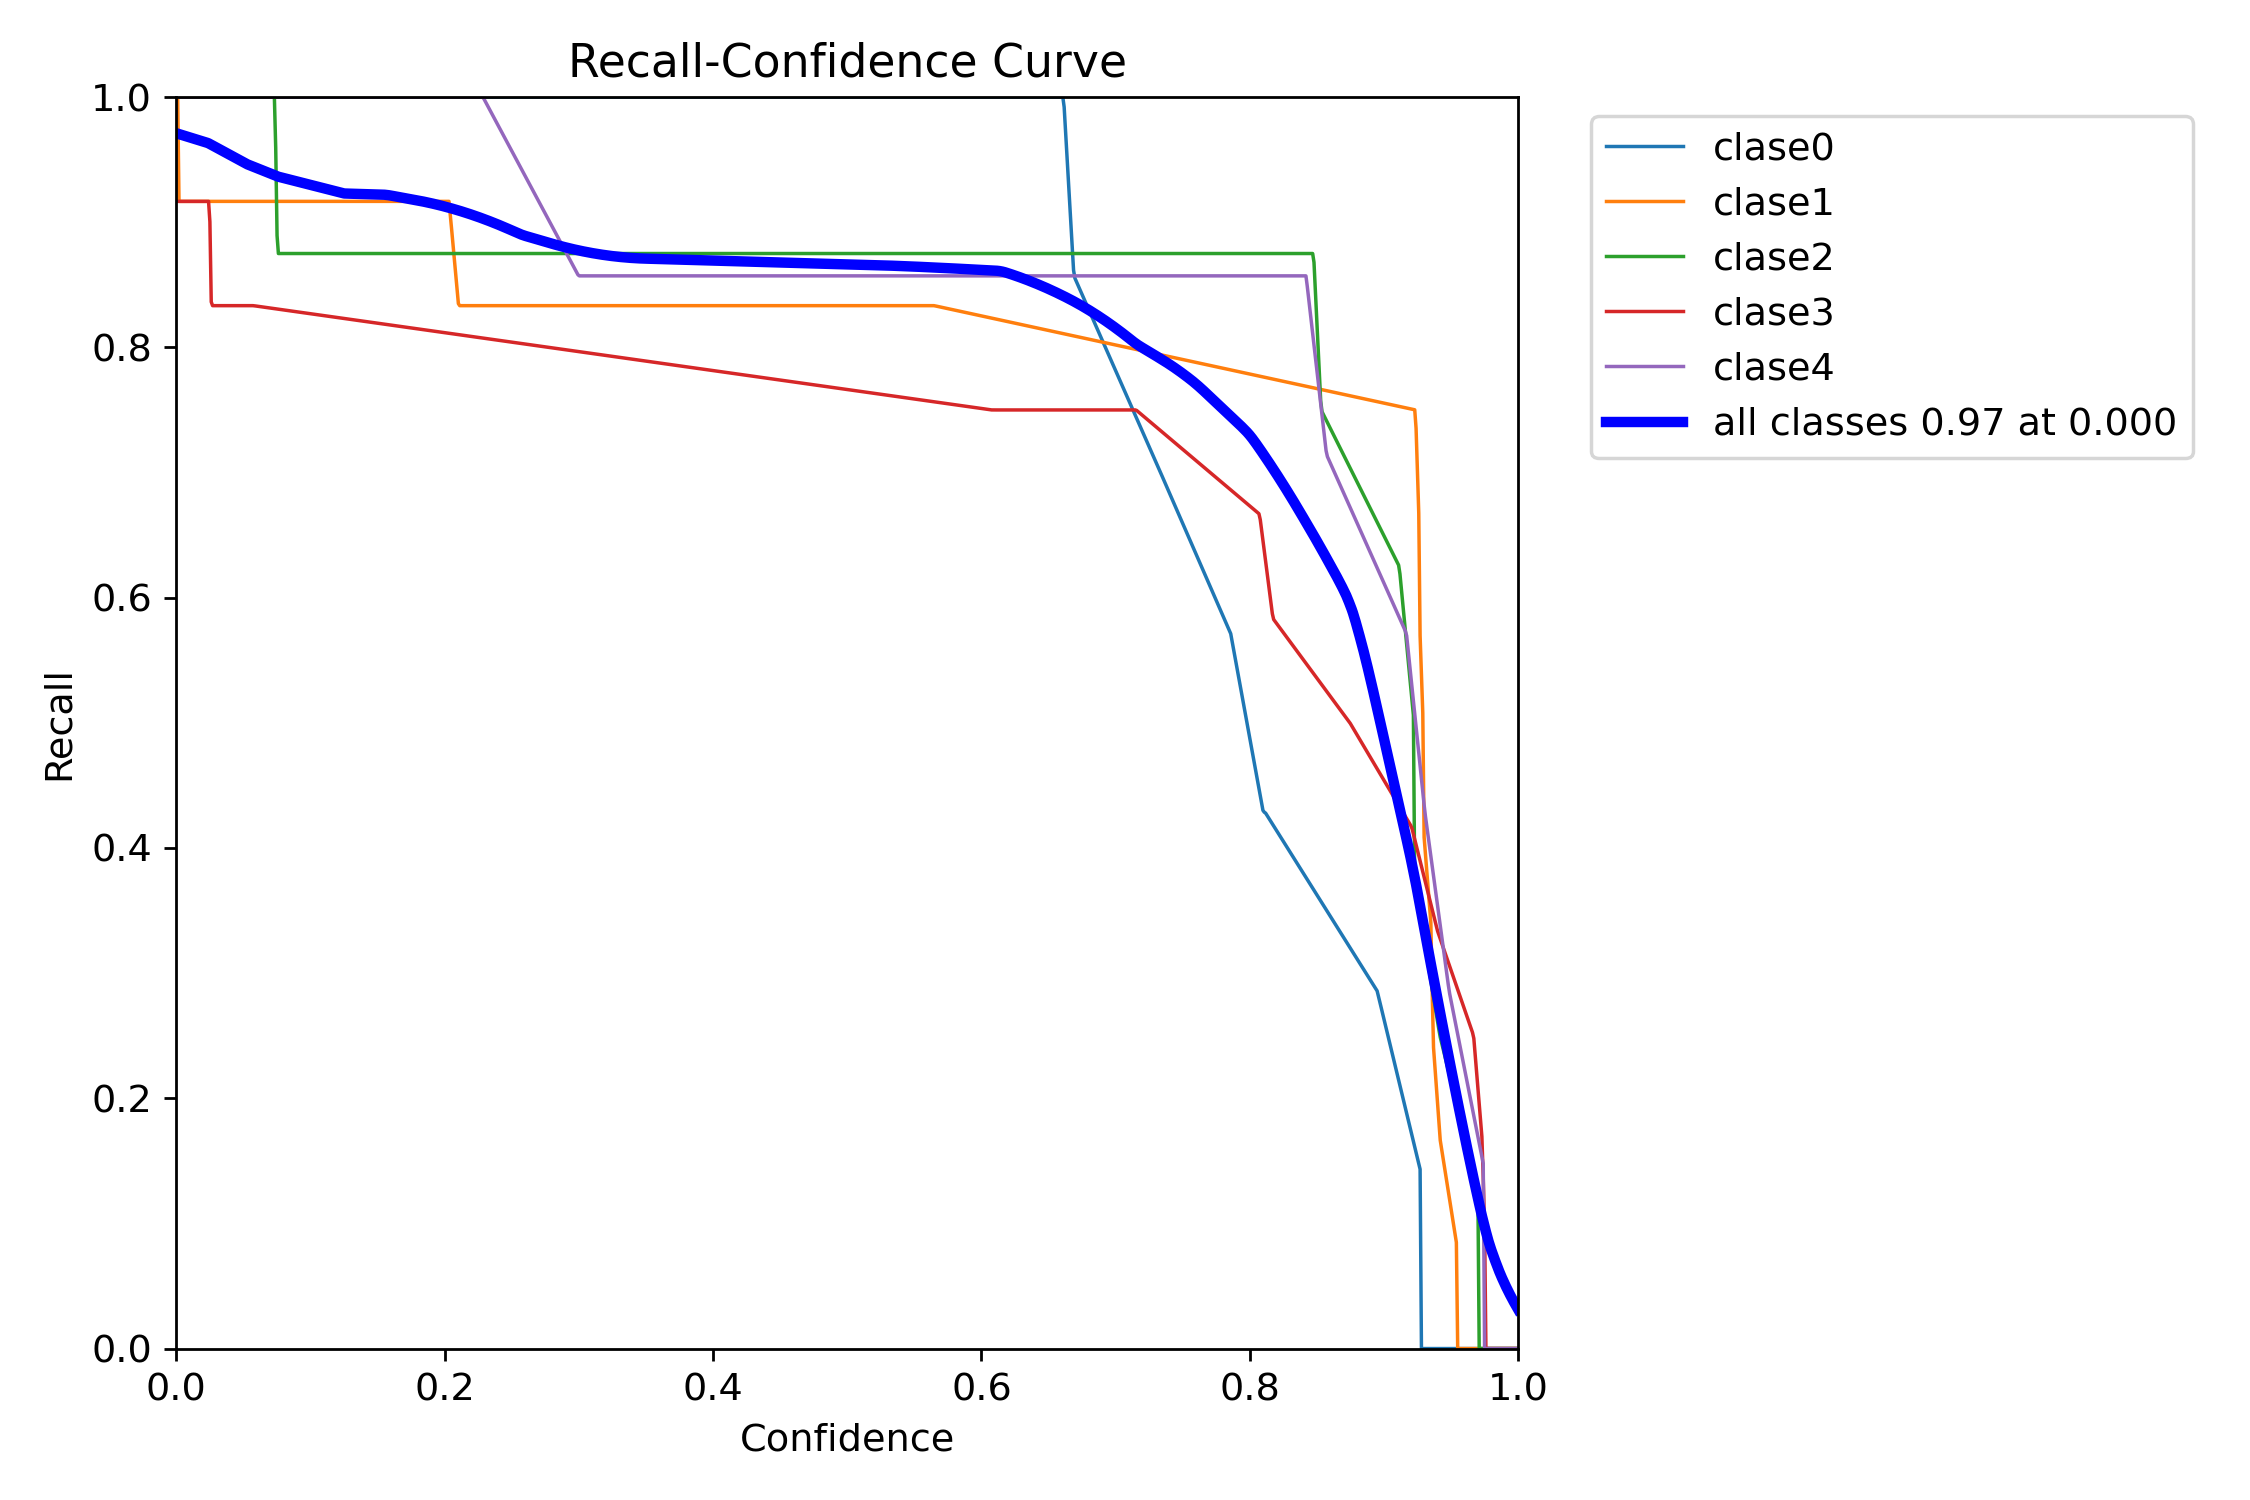 Recall-Confidence Curve
1.0
0.8
0.6
0.4
0.2
0.0
Recall
0.0 0.2 0.4 0.6 0.8 1.0
Confidence
clase0
clase1
clase2
clase3
clase4
all classes 0.97 at 0.000